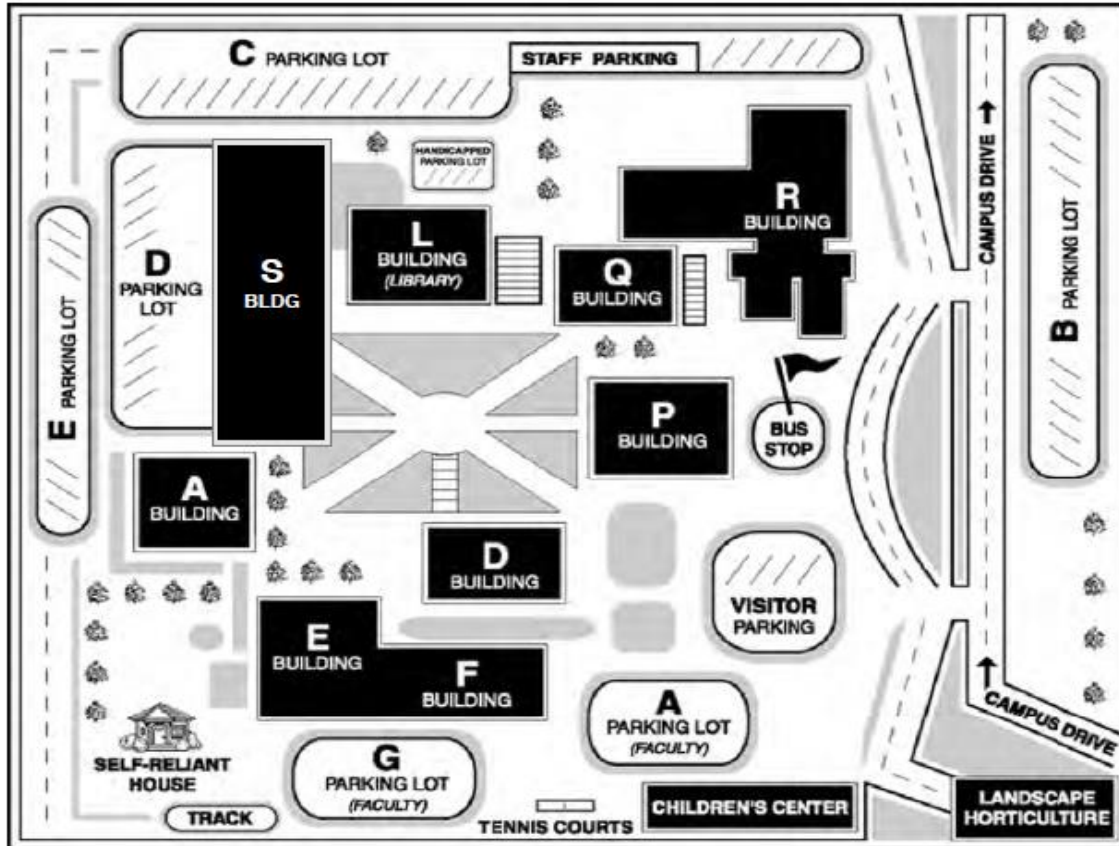 C PARKING LOT
STAFF PARKING
HANDICAPPED
PARKING LOT
CAMPUS DRIVE
B PARKING LOT
R
BUILDING
L
BUILDING
(LIBRARY)
Q
BUILDING
S
BLDG
D
PARKING
LOT
E PARKING LOT
P
BUILDING
BUS
STOP
A
BUILDING
D
BUILDING
VISITOR
PARKING
E
BUILDING
F
BUILDING
A
PARKING LOT
(FACULTY)
CAMPUS DRIVE
SELF-RELIANT
HOUSE
G
PARKING LOT
(FACULTY)
TRACK
TENNIS COURTS
CHILDREN'S CENTER
LANDSCAPE
HORTICULTURE